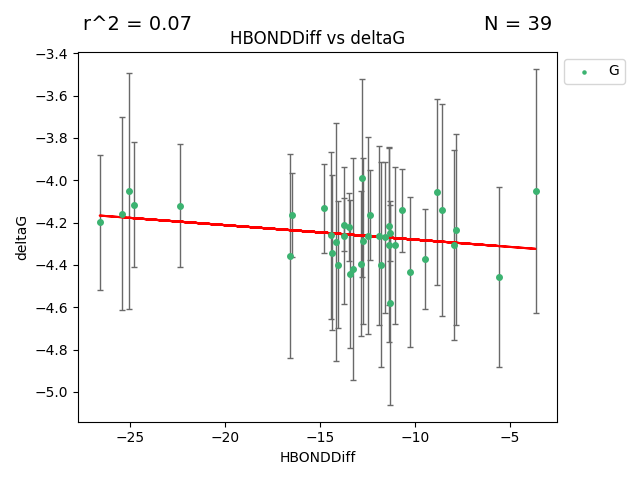 r^2 = 0.07
N = 39
HBONDDiff vs deltaG
G
deltaG
−3.4
−3.6
−3.8
−4.0
−4.2
−4.4
−4.6
−4.8
−5.0
−25
−20
−15
−10
−5
HBONDDiff